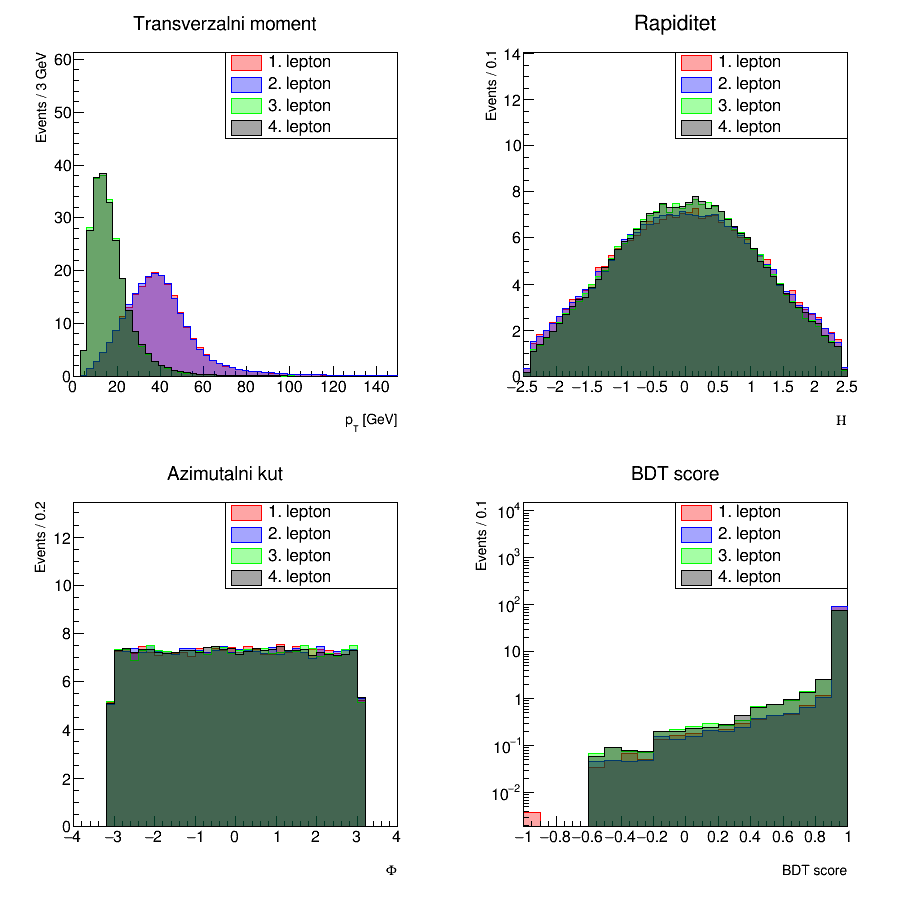 Transverzalni moment
Events / 3 GeV
60
50
40
30
20
10
0
1. lepton
2. lepton
3. lepton
4. lepton
0 20 40 60 80 100 120 140
p_T [GeV]
Rapiditet
Events / 0.1
14
12
10
8
6
4
2
0
1. lepton
2. lepton
3. lepton
4. lepton
−2.5 −2 −1.5 −1 −0.5 0 0.5 1 1.5 2 2.5
H
Azimutalni kut
Events / 0.2
12
10
8
6
4
2
0
1. lepton
2. lepton
3. lepton
4. lepton
−4 −3 −2 −1 0 1 2 3 4
Φ
BDT score
Events / 0.1
10^4
10^3
10^2
10
1
10^−1
10^−2
1. lepton
2. lepton
3. lepton
4. lepton
−1 −0.8 −0.6 −0.4 −0.2 0 0.2 0.4 0.6 0.8 1
BDT score